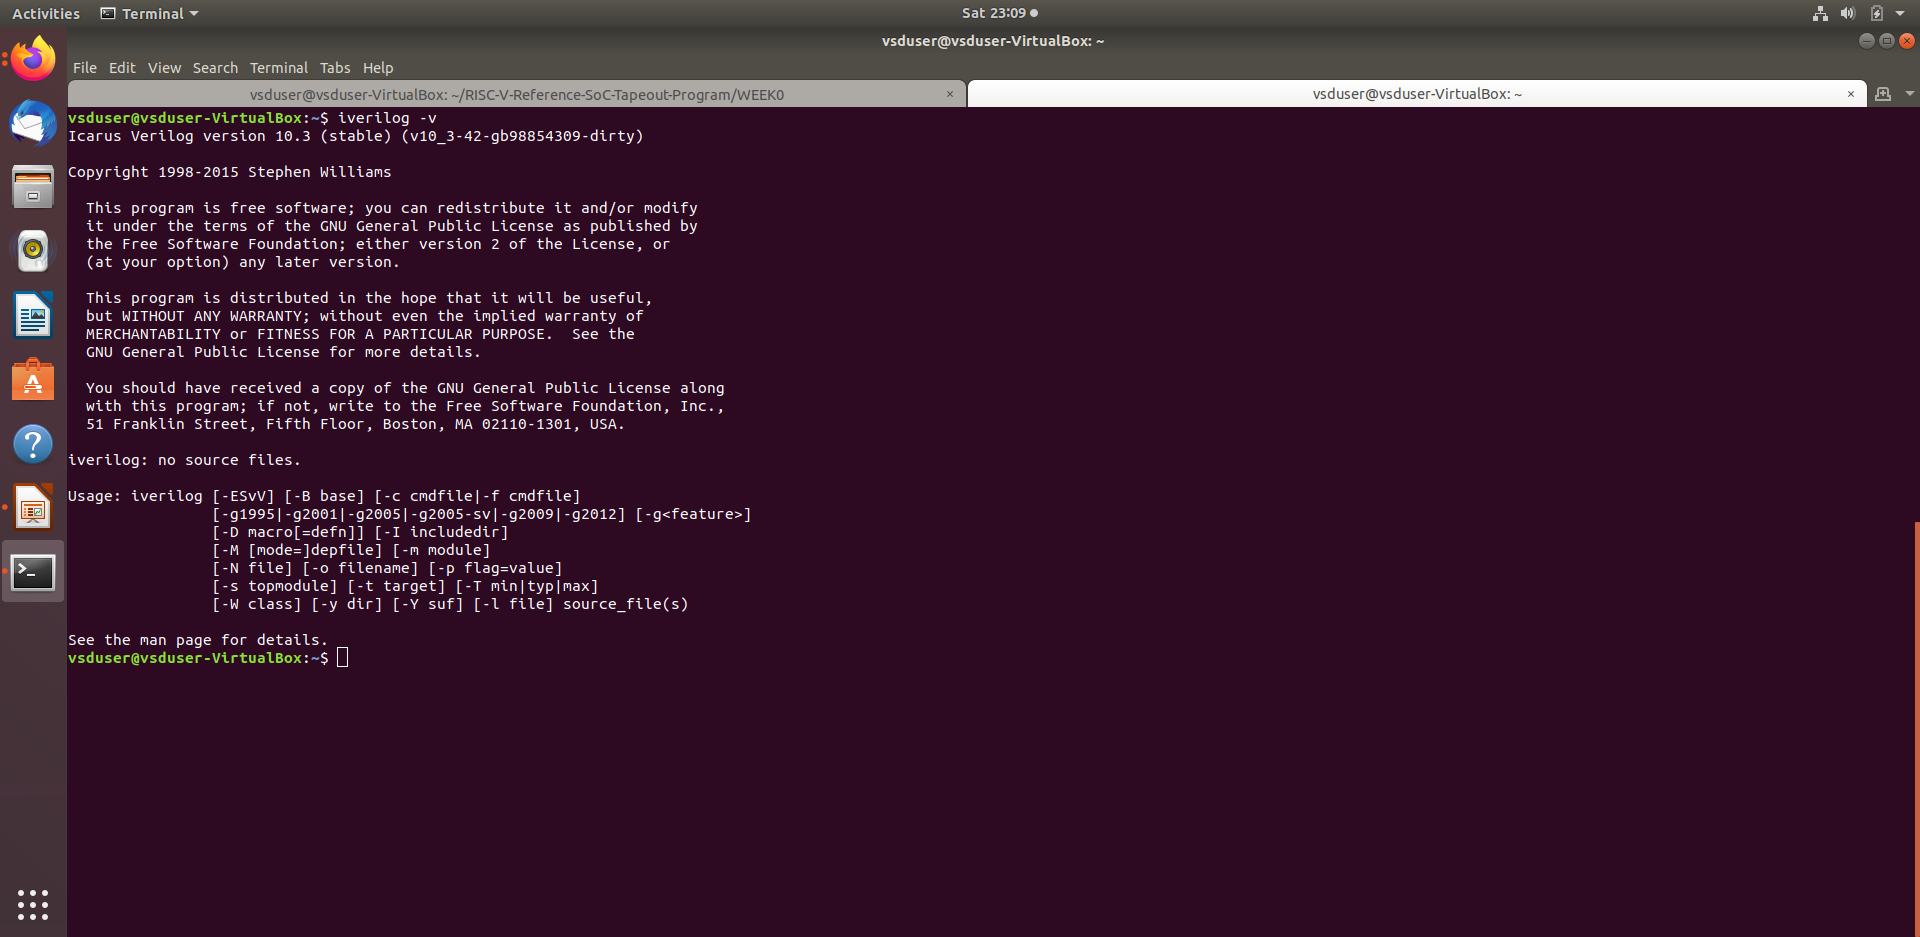 Activities
Terminal
Sat 23:09
vsduser@vsduser-VirtualBox: ~
File Edit View Search Terminal Tabs Help
vsduser@vsduser-VirtualBox: ~/RISC-V-Reference-SoC-Tapeout-Program/WEEK0 ×
vsduser@vsduser-VirtualBox: ~ ×
vsduser@vsduser-VirtualBox:~$ iverilog -v
Icarus Verilog version 10.3 (stable) (v10_3-42-gb98854309-dirty)
Copyright 1998-2015 Stephen Williams
This program is free software; you can redistribute it and/or modify
it under the terms of the GNU General Public License as published by
the Free Software Foundation; either version 2 of the License, or
(at your option) any later version.
This program is distributed in the hope that it will be useful,
but WITHOUT ANY WARRANTY; without even the implied warranty of
MERCHANTABILITY or FITNESS FOR A PARTICULAR PURPOSE.  See the
GNU General Public License for more details.
You should have received a copy of the GNU General Public License along
with this program; if not, write to the Free Software Foundation, Inc.,
51 Franklin Street, Fifth Floor, Boston, MA 02110-1301, USA.
iverilog: no source files.
Usage: iverilog [-ESvV] [-B base] [-c cmdfile|-f cmdfile]
[-g1995|-g2001|-g2005|-g2005-sv|-g2009|-g2012] [-g<feature>]
[-D macro[=defn]] [-I includedir]
[-M [mode=]depfile] [-m module]
[-N file] [-o filename] [-p flag=value]
[-s topmodule] [-t target] [-T min|typ|max]
[-W class] [-y dir] [-Y suf] [-l file] source_file(s)
See the man page for details.
vsduser@vsduser-VirtualBox:~$